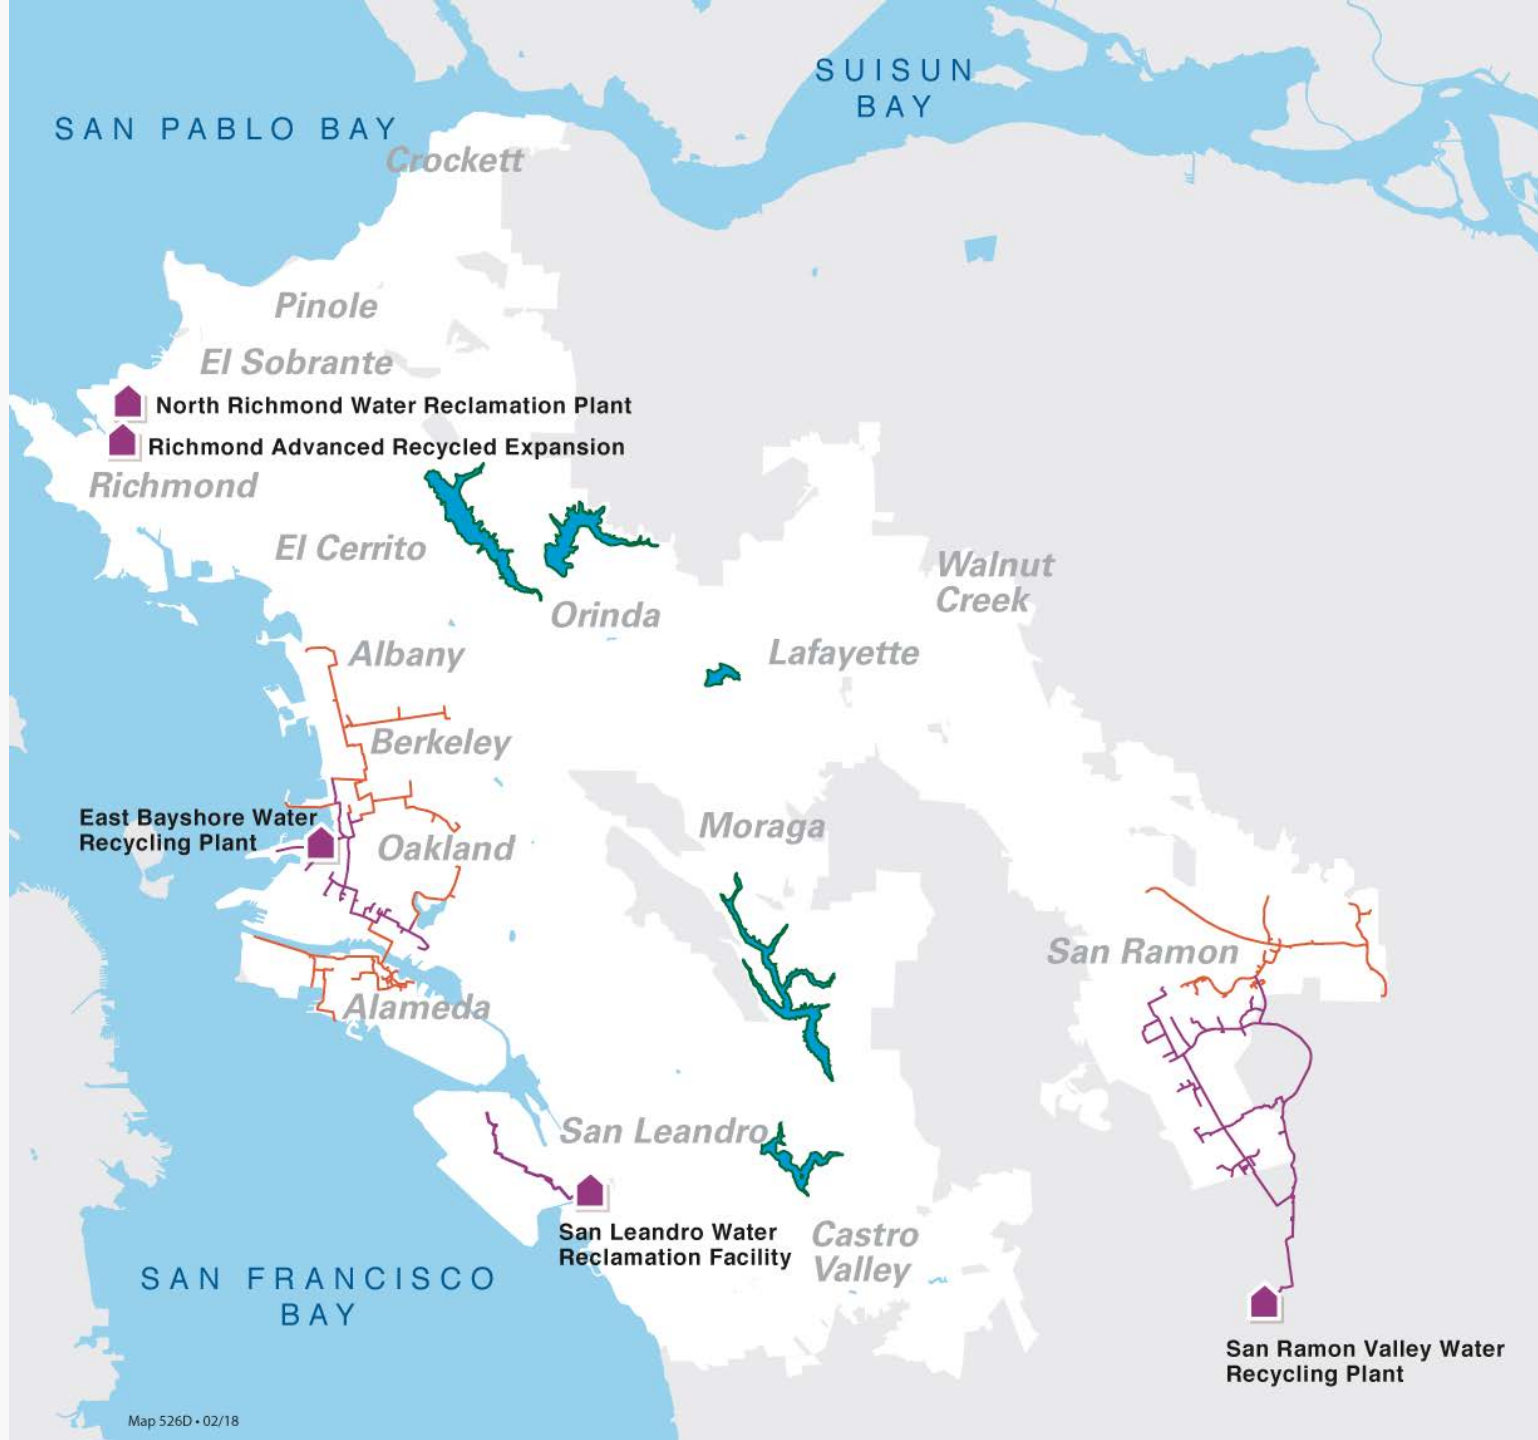 SUISUN
BAY
SAN PABLO BAY
Crockett
Pinole
El Sobrante
North Richmond Water Reclamation Plant
Richmond Advanced Recycled Expansion
Richmond
El Cerrito
Walnut
Creek
Orinda
Albany
Lafayette
Berkeley
East Bayshore Water
Recycling Plant
Moraga
Oakland
San Ramon
Alameda
San Leandro
San Leandro Water
Reclamation Facility
Castro
Valley
SAN FRANCISCO
BAY
San Ramon Valley Water
Recycling Plant
Map 526D • 02/18